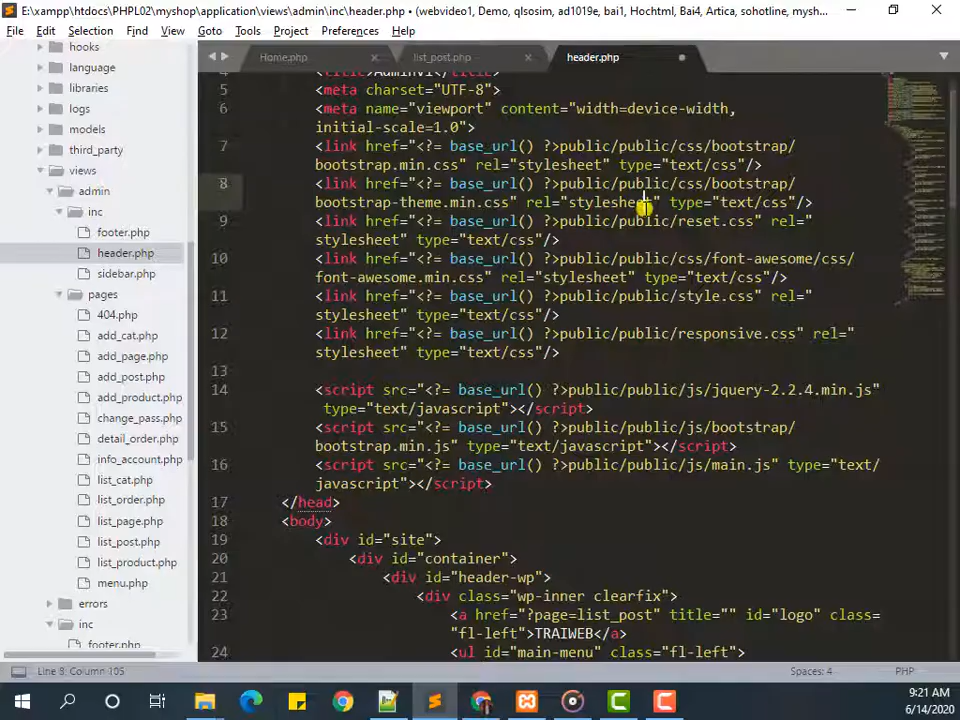 E:\xampp\htdocs\PHPL02\myshop\application\views\admin\inc\header.php • (webvideo1, Demo, qlsosim, ad1019e, bai1, Hochtml, Bai4, Artica, sohotline, mysh...
File Edit Selection Find View Goto Tools Project Preferences Help
hooks
language
libraries
logs
models
third_party
views
admin
inc
footer.php
header.php
sidebar.php
pages
404.php
add_cat.php
add_page.php
add_post.php
add_product.php
change_pass.php
detail_order.php
info_account.php
list_cat.php
list_order.php
list_page.php
list_post.php
list_product.php
menu.php
errors
inc
footer.php
Home.php list_post.php header.php
4 <title>AdminVi</title>
5 <meta charset="UTF-8">
6 <meta name="viewport" content="width=device-width,
initial-scale=1.0">
7 <link href="<?= base_url() ?>public/public/css/bootstrap/
bootstrap.min.css" rel="stylesheet" type="text/css"/>
8 <link href="<?= base_url() ?>public/public/css/bootstrap/
bootstrap-theme.min.css" rel="stylesheet" type="text/css"/>
9 <link href="<?= base_url() ?>public/public/reset.css" rel="
stylesheet" type="text/css"/>
10 <link href="<?= base_url() ?>public/public/css/font-awesome/css/
font-awesome.min.css" rel="stylesheet" type="text/css"/>
11 <link href="<?= base_url() ?>public/public/style.css" rel="
stylesheet" type="text/css"/>
12 <link href="<?= base_url() ?>public/public/responsive.css" rel="
stylesheet" type="text/css"/>
13
14 <script src="<?= base_url() ?>public/public/js/jquery-2.2.4.min.js"
type="text/javascript"></script>
15 <script src="<?= base_url() ?>public/public/js/bootstrap/
bootstrap.min.js" type="text/javascript"></script>
16 <script src="<?= base_url() ?>public/public/js/main.js" type="text/
javascript"></script>
17 </head>
18 <body>
19 <div id="site">
20 <div id="container">
21 <div id="header-wp">
22 <div class="wp-inner clearfix">
23 <a href="?page=list_post" title="" id="logo" class=
"fl-left">TRAIWEB</a>
24 <ul id="main-menu" class="fl-left">
Line 8, Column 105
Spaces: 4
PHP
9:21 AM
6/14/2020